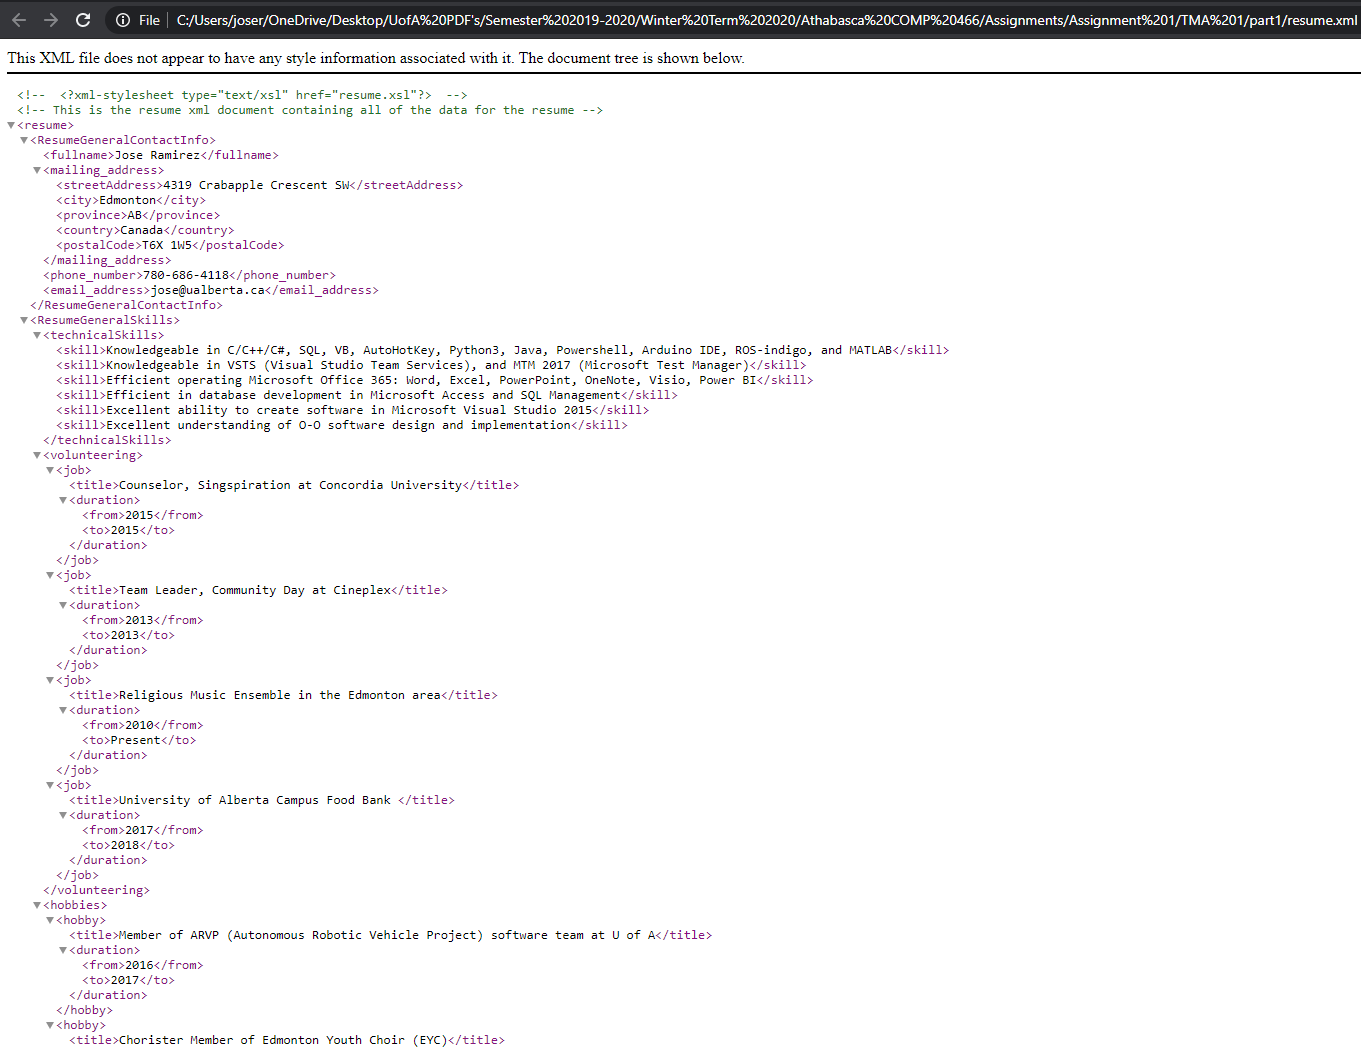 File C:/Users/joser/OneDrive/Desktop/UofA%20PDF's/Semester%202019-2020/Winter%20Term%202020/Athabasca%20COMP%20466/Assignments/Assignment%201/TMA%201/part1/resume.xml
This XML file does not appear to have any style information associated with it. The document tree is shown below.
<!--  <?xml-stylesheet type="text/xsl" href="resume.xsl"?>  -->
<!-- This is the resume xml document containing all of the data for the resume -->
▼<resume>
▼<ResumeGeneralContactInfo>
<fullname>Jose Ramirez</fullname>
▼<mailing_address>
<streetAddress>4319 Crabapple Crescent SW</streetAddress>
<city>Edmonton</city>
<province>AB</province>
<country>Canada</country>
<postalCode>T6X 1W5</postalCode>
</mailing_address>
<phone_number>780-686-4118</phone_number>
<email_address>jose@ualberta.ca</email_address>
</ResumeGeneralContactInfo>
▼<ResumeGeneralSkills>
▼<technicalSkills>
<skill>Knowledgeable in C/C++/C#, SQL, VB, AutoHotKey, Python3, Java, Powershell, Arduino IDE, ROS-indigo, and MATLAB</skill>
<skill>Knowledgeable in VSTS (Visual Studio Team Services), and MTM 2017 (Microsoft Test Manager)</skill>
<skill>Efficient operating Microsoft Office 365: Word, Excel, PowerPoint, OneNote, Visio, Power BI</skill>
<skill>Efficient in database development in Microsoft Access and SQL Management</skill>
<skill>Excellent ability to create software in Microsoft Visual Studio 2015</skill>
<skill>Excellent understanding of O-O software design and implementation</skill>
</technicalSkills>
▼<volunteering>
▼<job>
<title>Counselor, Singspiration at Concordia University</title>
▼<duration>
<from>2015</from>
<to>2015</to>
</duration>
</job>
▼<job>
<title>Team Leader, Community Day at Cineplex</title>
▼<duration>
<from>2013</from>
<to>2013</to>
</duration>
</job>
▼<job>
<title>Religious Music Ensemble in the Edmonton area</title>
▼<duration>
<from>2010</from>
<to>Present</to>
</duration>
</job>
▼<job>
<title>University of Alberta Campus Food Bank </title>
▼<duration>
<from>2017</from>
<to>2018</to>
</duration>
</job>
</volunteering>
▼<hobbies>
▼<hobby>
<title>Member of ARVP (Autonomous Robotic Vehicle Project) software team at U of A</title>
▼<duration>
<from>2016</from>
<to>2017</to>
</duration>
</hobby>
▼<hobby>
<title>Chorister Member of Edmonton Youth Choir (EYC)</title>